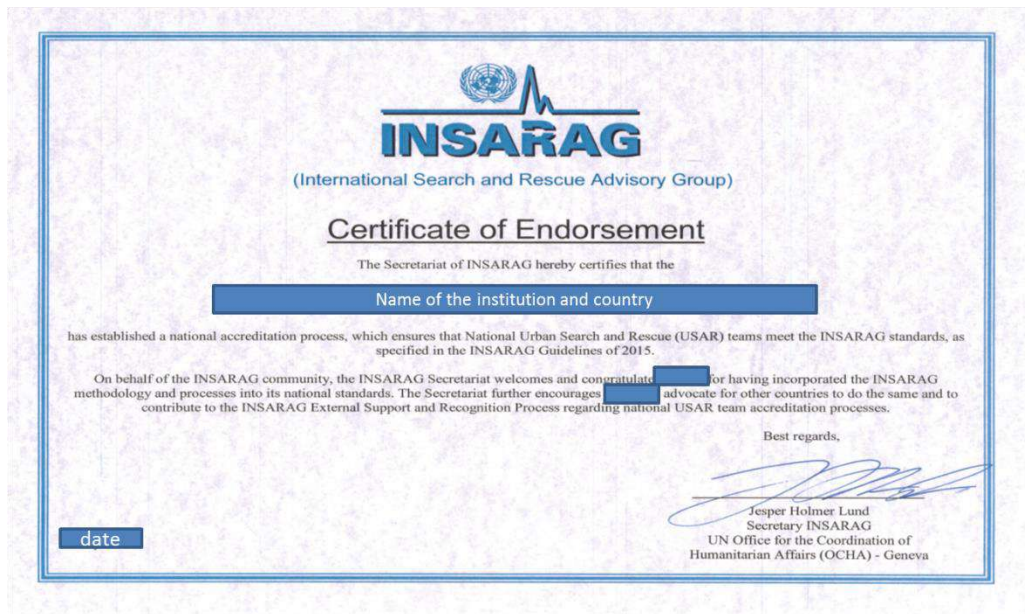 INSARAG
(International Search and Rescue Advisory Group)
Certificate of Endorsement
The Secretariat of INSARAG hereby certifies that the
Name of the institution and country
has established a national accreditation process, which ensures that National Urban Search and Rescue (USAR) teams meet the INSARAG standards, as
specified in the INSARAG Guidelines of 2015.
On behalf of the INSARAG community, the INSARAG Secretariat welcomes and congratulate for having incorporated the INSARAG
methodology and processes into its national standards. The Secretariat further encourages advocate for other countries to do the same and to
contribute to the INSARAG External Support and Recognition Process regarding national USAR team accreditation processes.
Best regards,
Jesper Holmer Lund
Secretary INSARAG
UN Office for the Coordination of
Humanitarian Affairs (OCHA) - Geneva
date